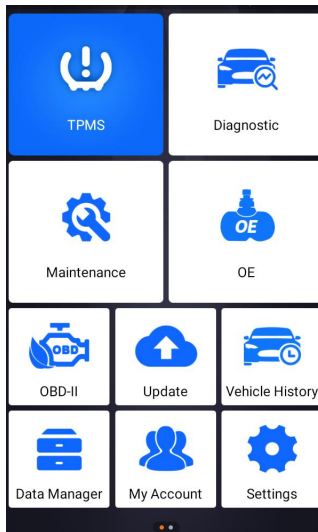 TPMS
Diagnostic
OE
Maintenance
OE
OBD
OBD-II
Update
Vehicle History
Data Manager
My Account
Settings